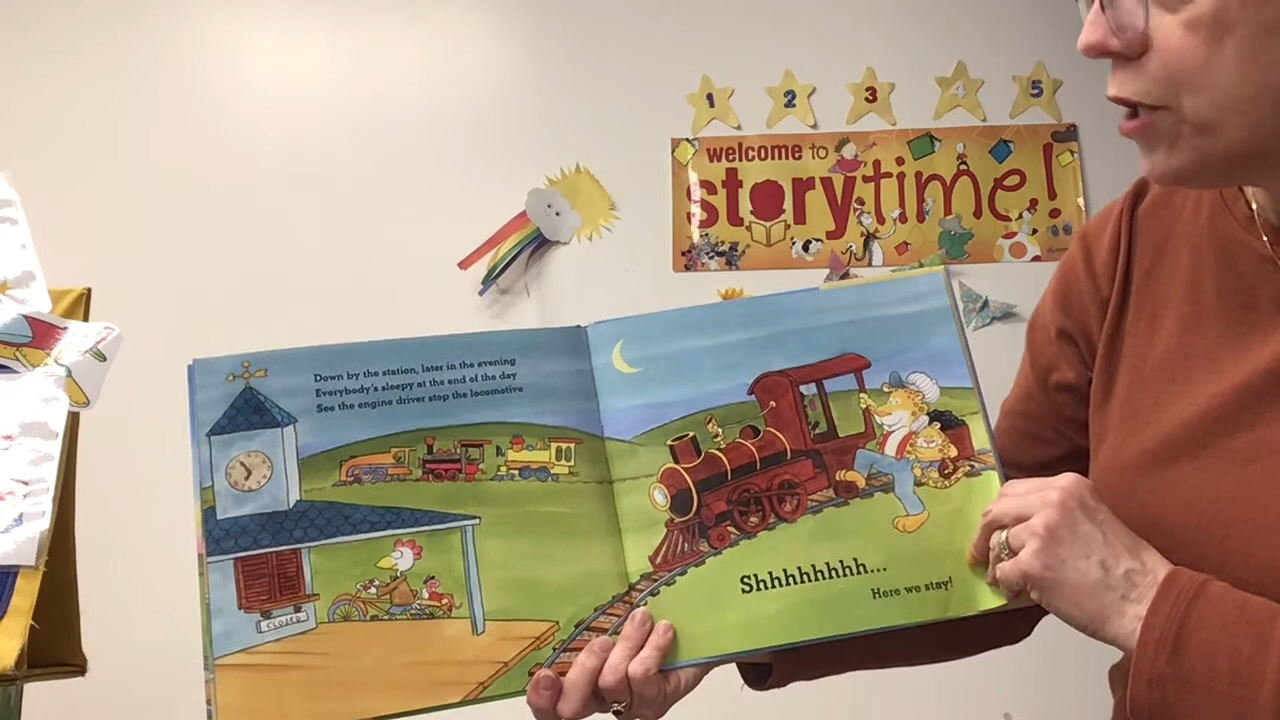 1 2 3 4 5
welcome to
storytime!
Down by the station, later in the evening
Everybody's sleepy at the end of the day
See the engine driver stop the locomotive
CLOSED
Shhhhhhhh...
Here we stay!